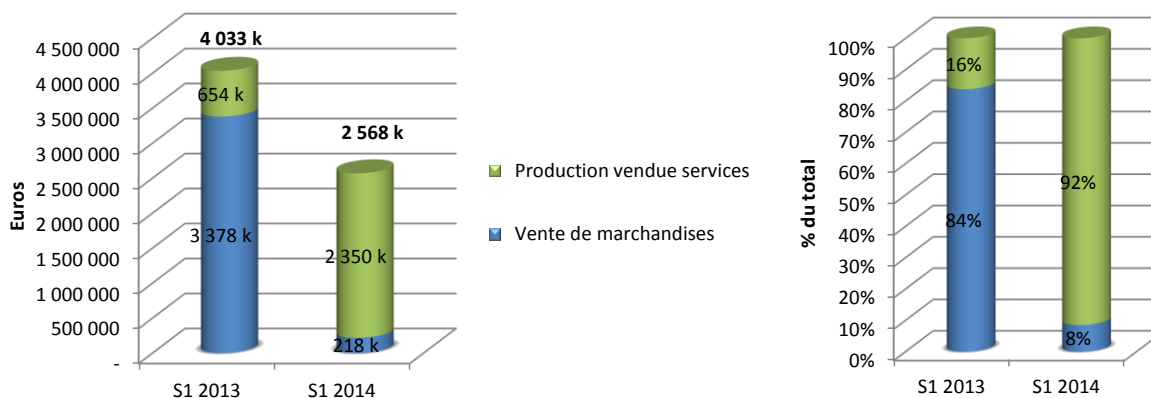 4 033 k
4 500 000
4 000 000
3 500 000
3 000 000
2 500 000
2 000 000
1 500 000
1 000 000
500 000
-
Euros
654 k
3 378 k
2 568 k
2 350 k
218 k
S1 2013
S1 2014
Production vendue services
Vente de marchandises
100%
90%
80%
70%
60%
50%
40%
30%
20%
10%
0%
% du total
16%
84%
92%
8%
S1 2013
S1 2014